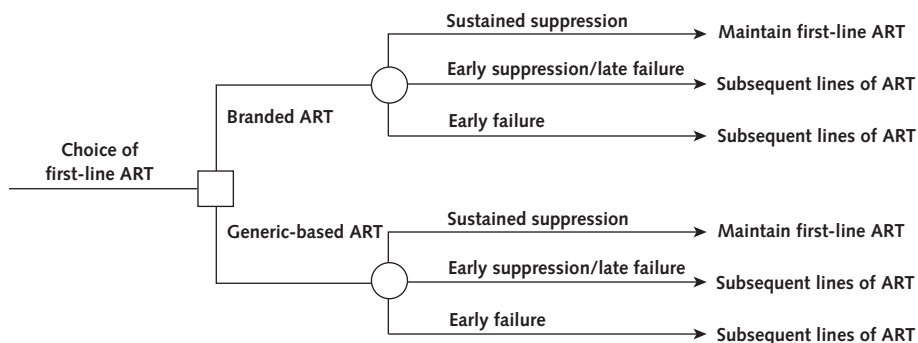 Sustained suppression
Maintain first-line ART
Early suppression/late failure
Subsequent lines of ART
Branded ART
Early failure
Subsequent lines of ART
Choice of
first-line ART
Sustained suppression
Maintain first-line ART
Generic-based ART
Early suppression/late failure
Subsequent lines of ART
Early failure
Subsequent lines of ART